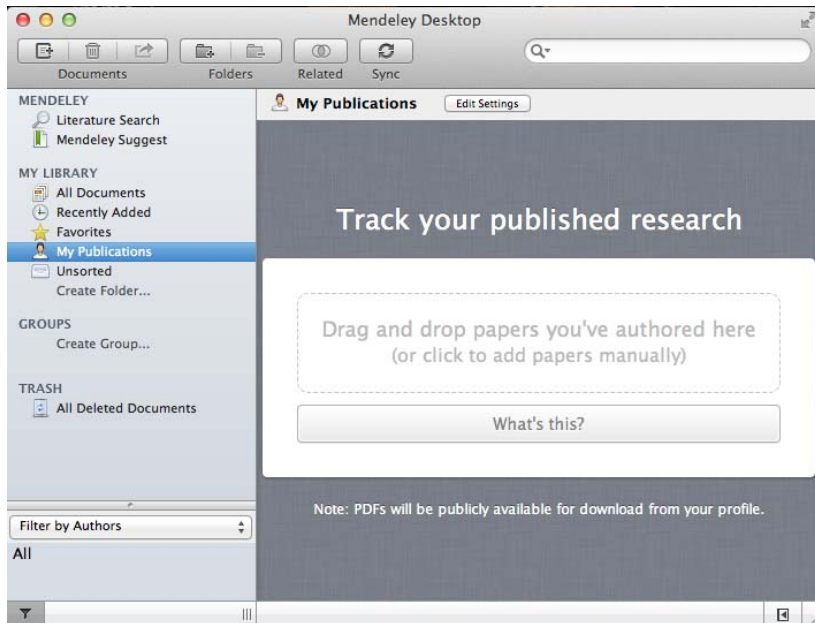 Mendeley Desktop
Documents
Folders
Related
Sync
MENDELEY
Literature Search
Mendeley Suggest
MY LIBRARY
All Documents
Recently Added
Favorites
My Publications
Unsorted
Create Folder...
GROUPS
Create Group...
TRASH
All Deleted Documents
Filter by Authors
All
My Publications
Edit Settings
Track your published research
Drag and drop papers you've authored here
(or click to add papers manually)
What's this?
Note: PDFs will be publicly available for download from your profile.